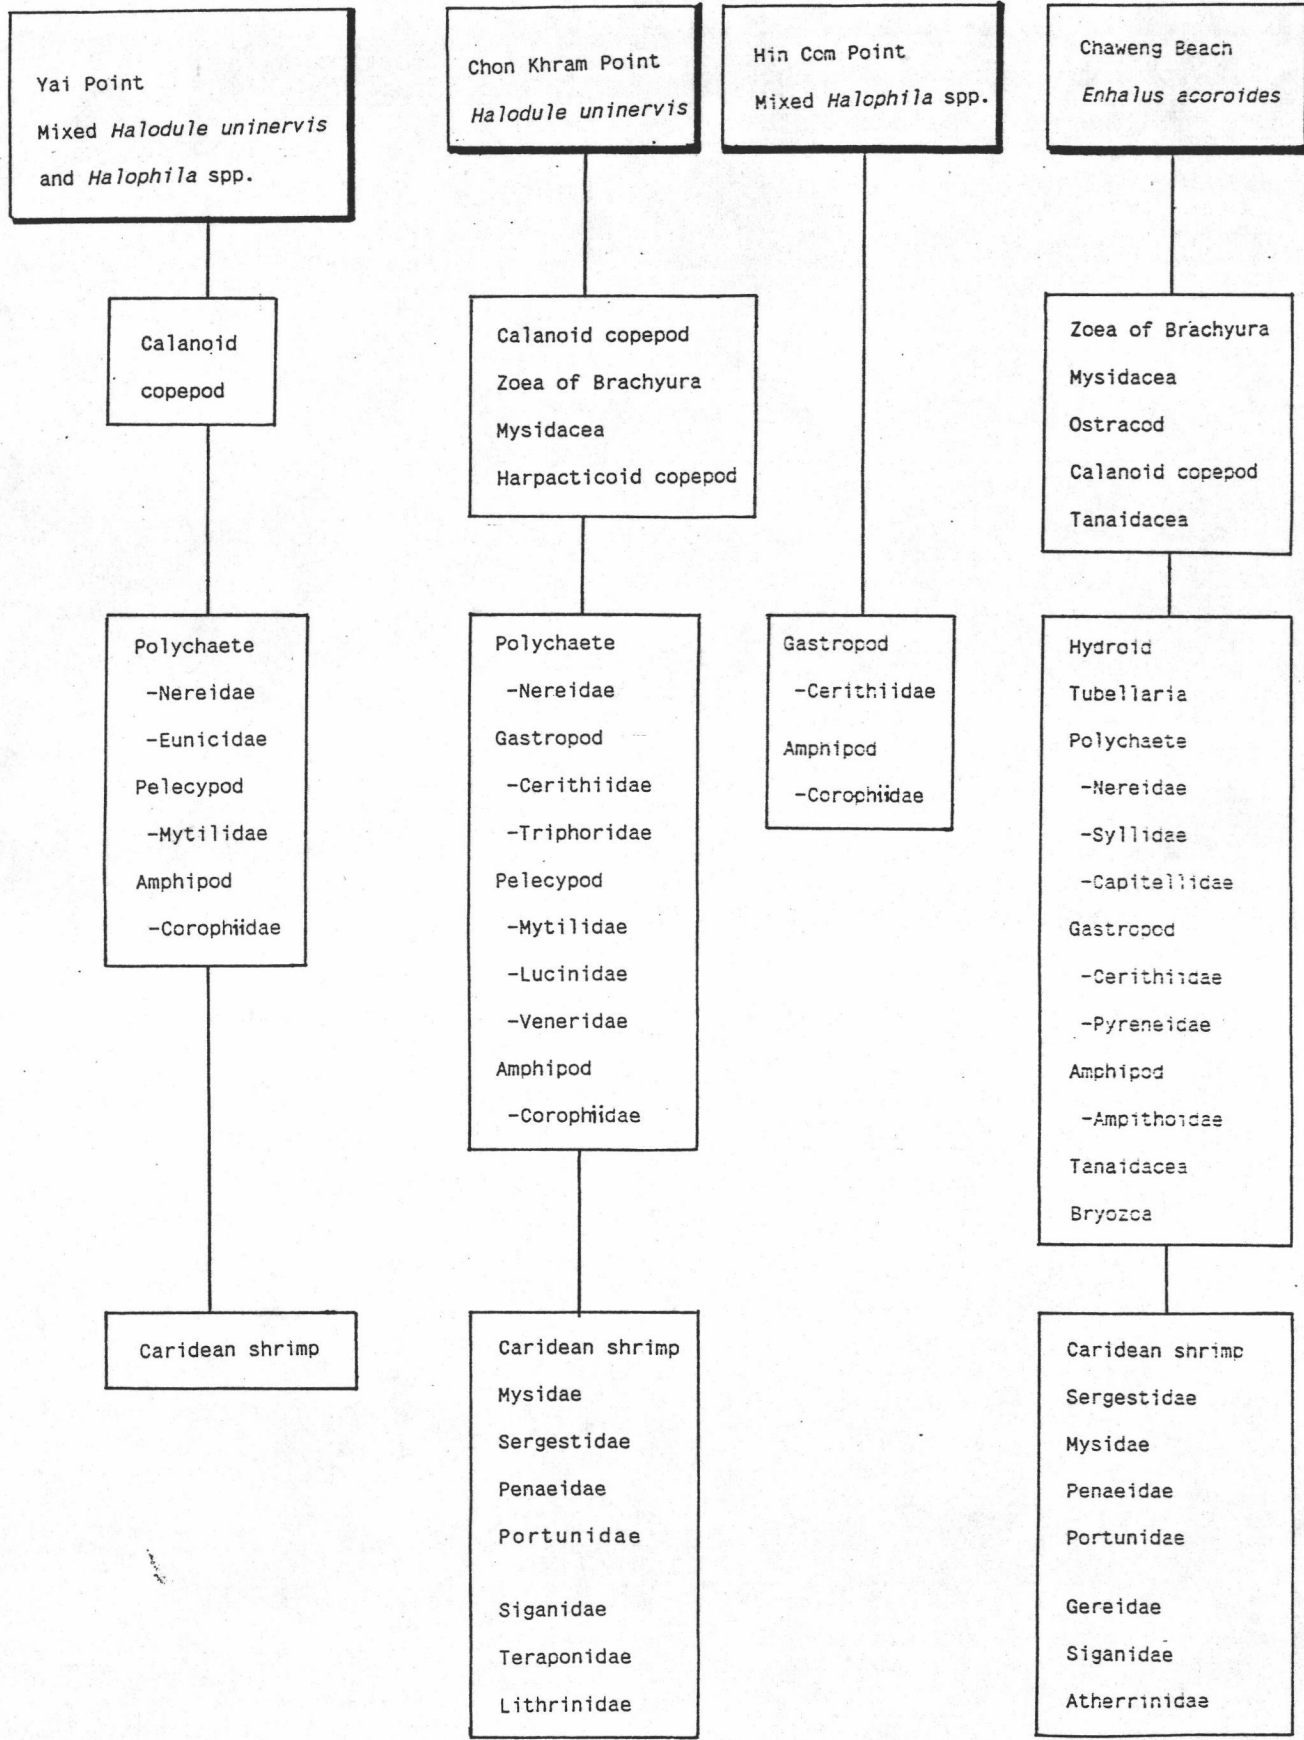 Yai Point
Mixed Halodule uninervis
and Halophila spp.
Calanoid
copepod
Polychaete
-Nereidae
-Eunicidae
Pelecypod
-Mytilidae
Amphipod
-Corophiidae
Caridean shrimp
Chon Khram Point
Halodule uninervis
Calanoid copepod
Zoea of Brachyura
Mysidacea
Harpacticoid copepod
Polychaete
-Nereidae
Gastropod
-Cerithiidae
-Triphoridae
Pelecypod
-Mytilidae
-Lucinidae
-Veneridae
Amphipod
-Corophiidae
Caridean shrimp
Mysidae
Sergestidae
Penaeidae
Portunidae
Siganidae
Teraponidae
Lithrinidae
Hin Com Point
Mixed Halophila spp.
Gastropod
-Cerithiidae
Amphipod
-Corophiidae
Chaweng Beach
Enhalus acoroides
Zoea of Brachyura
Mysidacea
Ostracod
Calanoid copepod
Tanaidacea
Hydroid
Tubellaria
Polychaete
-Nereidae
-Syllidae
-Capitellidae
Gastropod
-Cerithiidae
-Pyreneidae
Amphipod
-Ampithoidae
Tanaidacea
Bryozoa
Caridean shrimp
Sergestidae
Mysidae
Penaeidae
Portunidae
Gereidae
Siganidae
Atherrinidae